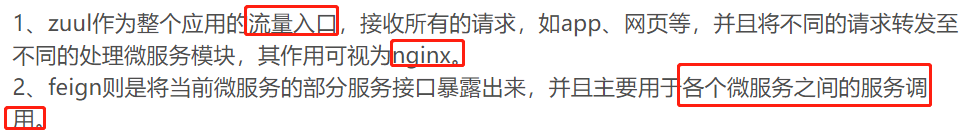 1、zuul作为整个应用的流量入口，接收所有的请求，如app、网页等，并且将不同的请求转发至
不同的处理微服务模块，其作用可视为nginx。
2、feign则是将当前微服务的部分服务接口暴露出来，并且主要用于各个微服务之间的服务调
用。